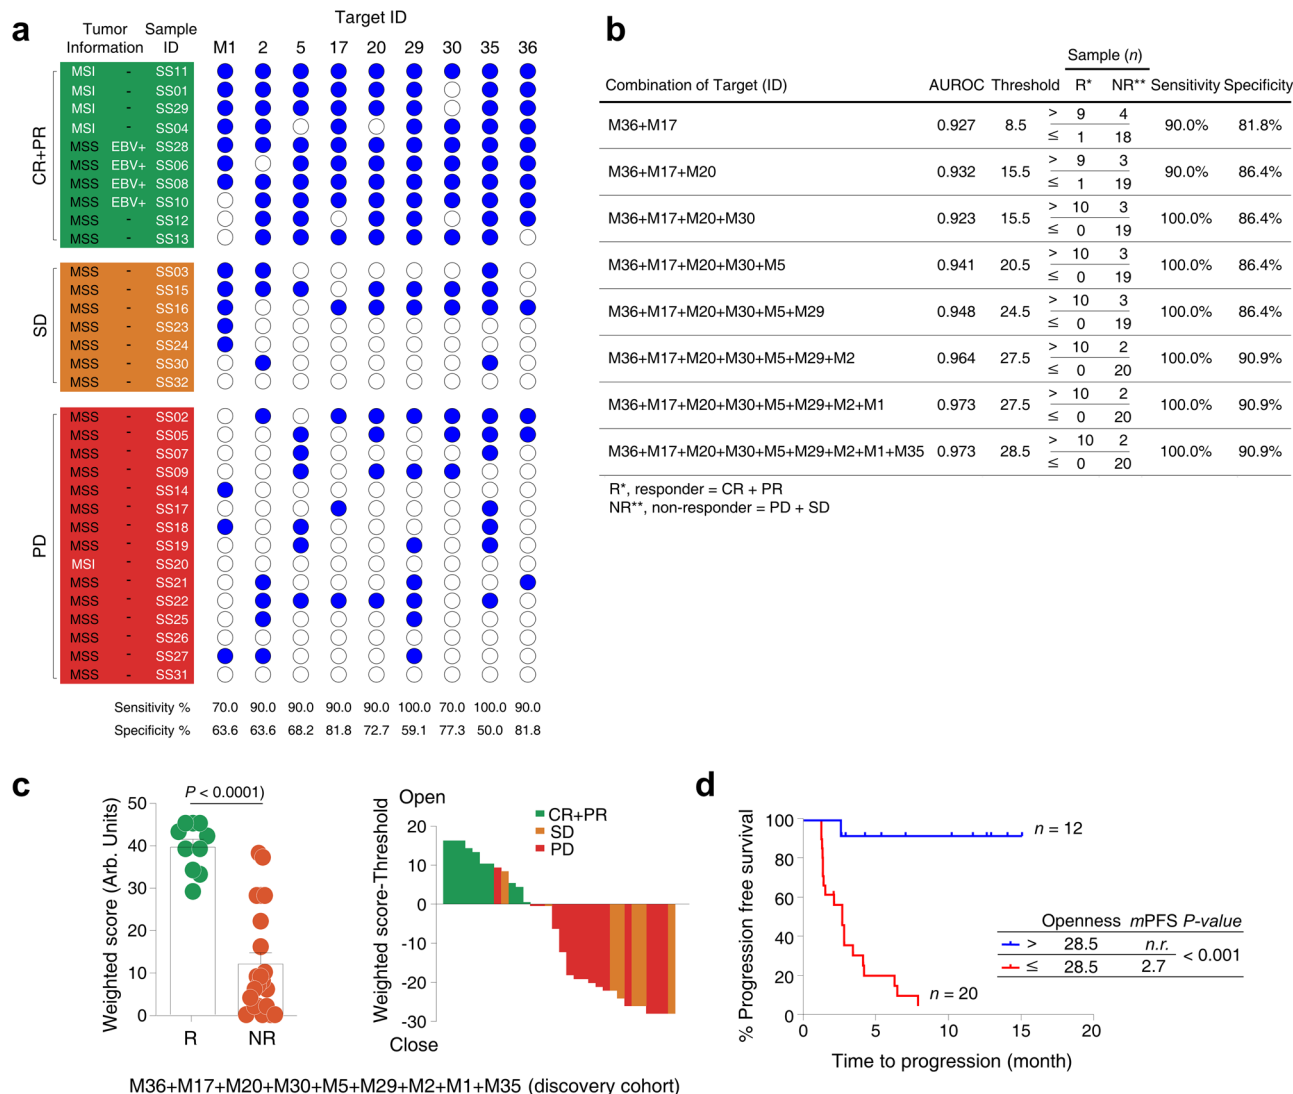 a
Target ID
Tumor Information
Sample ID
M1 2 5 17 20 29 30 35 36
CR+PR
MSI - SS11
MSI - SS01
MSI - SS29
MSI - SS04
MSS EBV+ SS28
MSS EBV+ SS06
MSS EBV+ SS08
MSS EBV+ SS10
MSS - SS12
MSS - SS13
SD
MSS - SS03
MSS - SS15
MSS - SS16
MSS - SS23
MSS - SS24
MSS - SS30
MSS - SS32
PD
MSS - SS02
MSS - SS05
MSS - SS07
MSS - SS09
MSS - SS14
MSS - SS17
MSS - SS18
MSS - SS19
MSI - SS20
MSS - SS21
MSS - SS22
MSS - SS25
MSS - SS26
MSS - SS27
MSS - SS31
Sensitivity % 70.0 90.0 90.0 90.0 90.0 100.0 70.0 100.0 90.0
Specificity % 63.6 63.6 68.2 81.8 72.7 59.1 77.3 50.0 81.8
b
Sample (n)
Combination of Target (ID) AUROC Threshold R* NR** Sensitivity Specificity
M36+M17 0.927 8.5 > 9 4 90.0% 81.8%
≤ 1 18
M36+M17+M20 0.932 15.5 > 9 3 90.0% 86.4%
≤ 1 19
M36+M17+M20+M30 0.923 15.5 > 10 3 100.0% 86.4%
≤ 0 19
M36+M17+M20+M30+M5 0.941 20.5 > 10 3 100.0% 86.4%
≤ 0 19
M36+M17+M20+M30+M5+M29 0.948 24.5 > 10 3 100.0% 86.4%
≤ 0 19
M36+M17+M20+M30+M5+M29+M2 0.964 27.5 > 10 2 100.0% 90.9%
≤ 0 20
M36+M17+M20+M30+M5+M29+M2+M1 0.973 27.5 > 10 2 100.0% 90.9%
≤ 0 20
M36+M17+M20+M30+M5+M29+M2+M1+M35 0.973 28.5 > 10 2 100.0% 90.9%
≤ 0 20
R*, responder = CR + PR
NR**, non-responder = PD + SD
c
Weighted score (Arb. Units)
P < 0.0001)
50
40
30
20
10
0
R NR
Weighted score-Threshold
Open
20
10
0
-10
-20
-30
Close
CR+PR
SD
PD
M36+M17+M20+M30+M5+M29+M2+M1+M35 (discovery cohort)
d
% Progression free survival
100
80
60
40
20
0
0 5 10 15 20
Time to progression (month)
n = 12
n = 20
Openness mPFS P-value
> 28.5 n.r. < 0.001
≤ 28.5 2.7